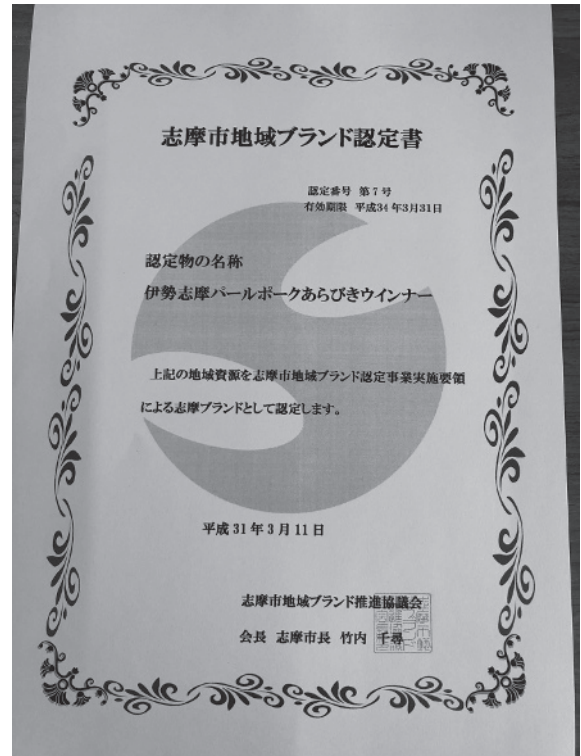 志摩市地域ブランド認定書
認定番号 第7号
有効期限 平成34年3月31日
認定物の名称
伊勢志摩パールポークあらびきウインナー
上記の地域資源を志摩市地域ブランド認定事業実施要領
による志摩ブランドとして認定します。
平成31年3月11日
志摩市地域ブランド推進協議会
会長 志摩市長 竹内 千尋